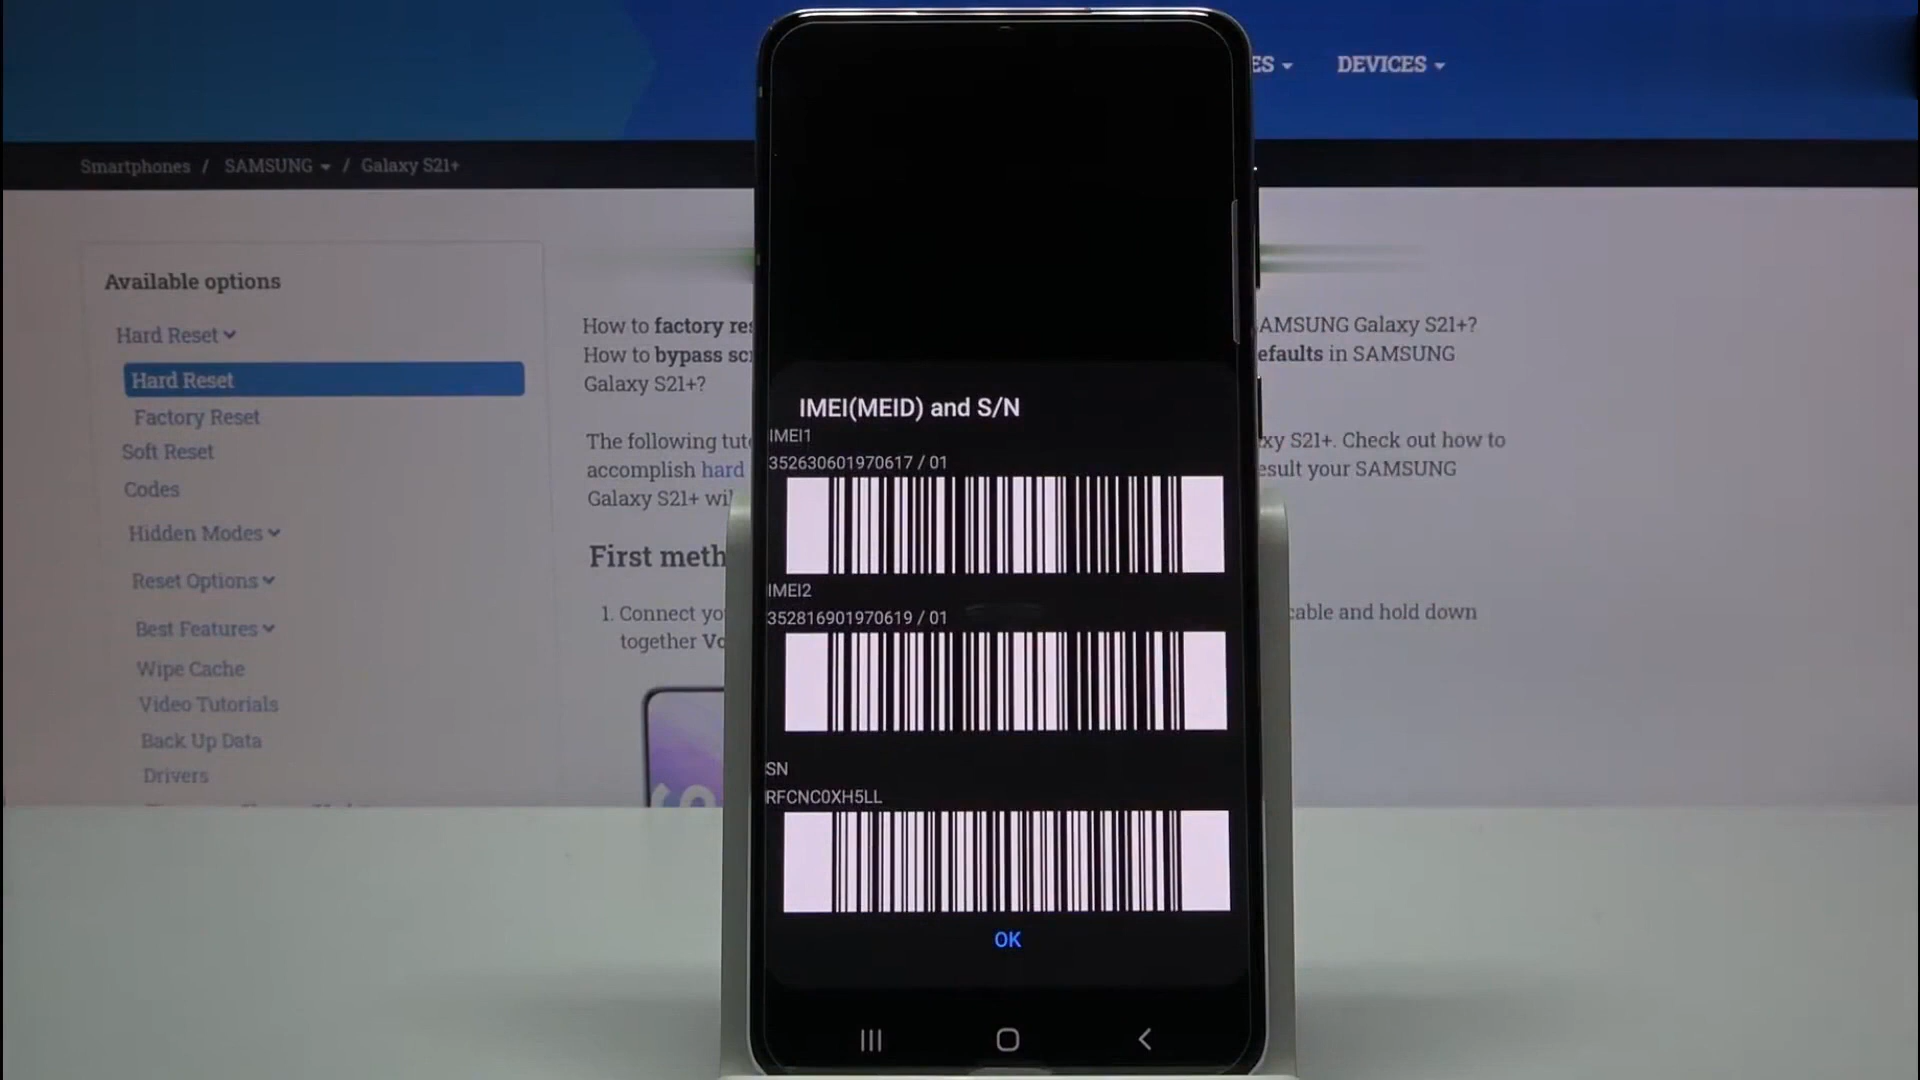 ES
DEVICES
Smartphones / SAMSUNG / Galaxy S21+
Available options
Hard Reset
Hard Reset
Factory Reset
Soft Reset
Codes
Hidden Modes
Reset Options
Best Features
Wipe Cache
Video Tutorials
Back Up Data
Drivers
How to factory res
AMSUNG Galaxy S21+?
How to bypass scr
efaults in SAMSUNG
Galaxy S21+?
The following tuto
xy S21+. Check out how to
accomplish hard
esult your SAMSUNG
Galaxy S21+ wil
First meth
1. Connect yo
cable and hold down
together Vo
IMEI(MEID) and S/N
IMEI1
352630601970617 / 01
IMEI2
352816901970619 / 01
SN
RFCNC0XH5LL
OK